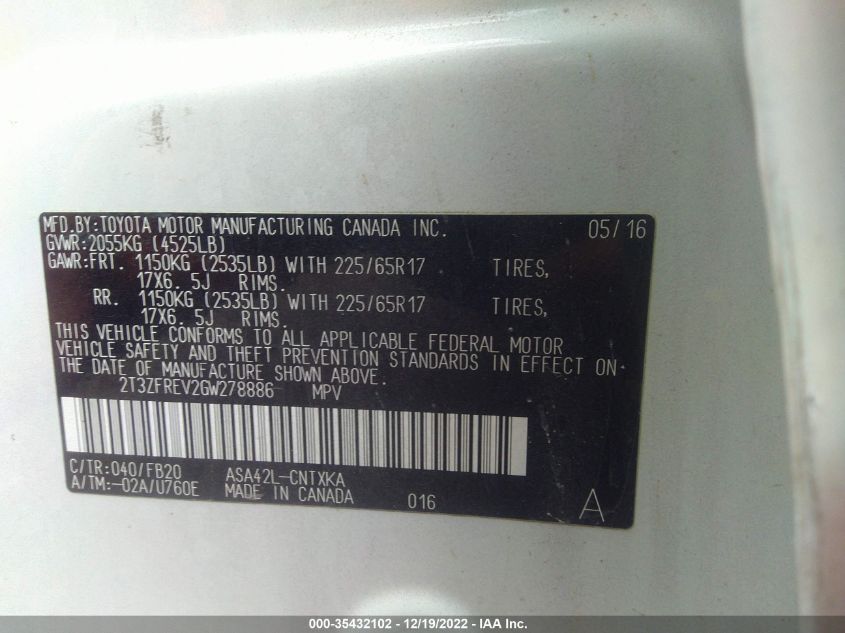 MFD.BY:TOYOTA MOTOR MANUFACTURING CANADA INC. 05/16
GVWR:2055KG (4525LB)
GAWR:FRT. 1150KG (2535LB) WITH 225/65R17 TIRES,
17X6.5J RIMS.
RR. 1150KG (2535LB) WITH 225/65R17 TIRES,
17X6.5J RIMS.
THIS VEHICLE CONFORMS TO ALL APPLICABLE FEDERAL MOTOR
VEHICLE SAFETY AND THEFT PREVENTION STANDARDS IN EFFECT ON
THE DATE OF MANUFACTURE SHOWN ABOVE.
2T3ZFREV2GW278886 MPV
C/TR:040/FB20 ASA42L-CNTXKA
A/TM:-02A/U760E MADE IN CANADA 016 A
000-35432102 - 12/19/2022 - IAA Inc.